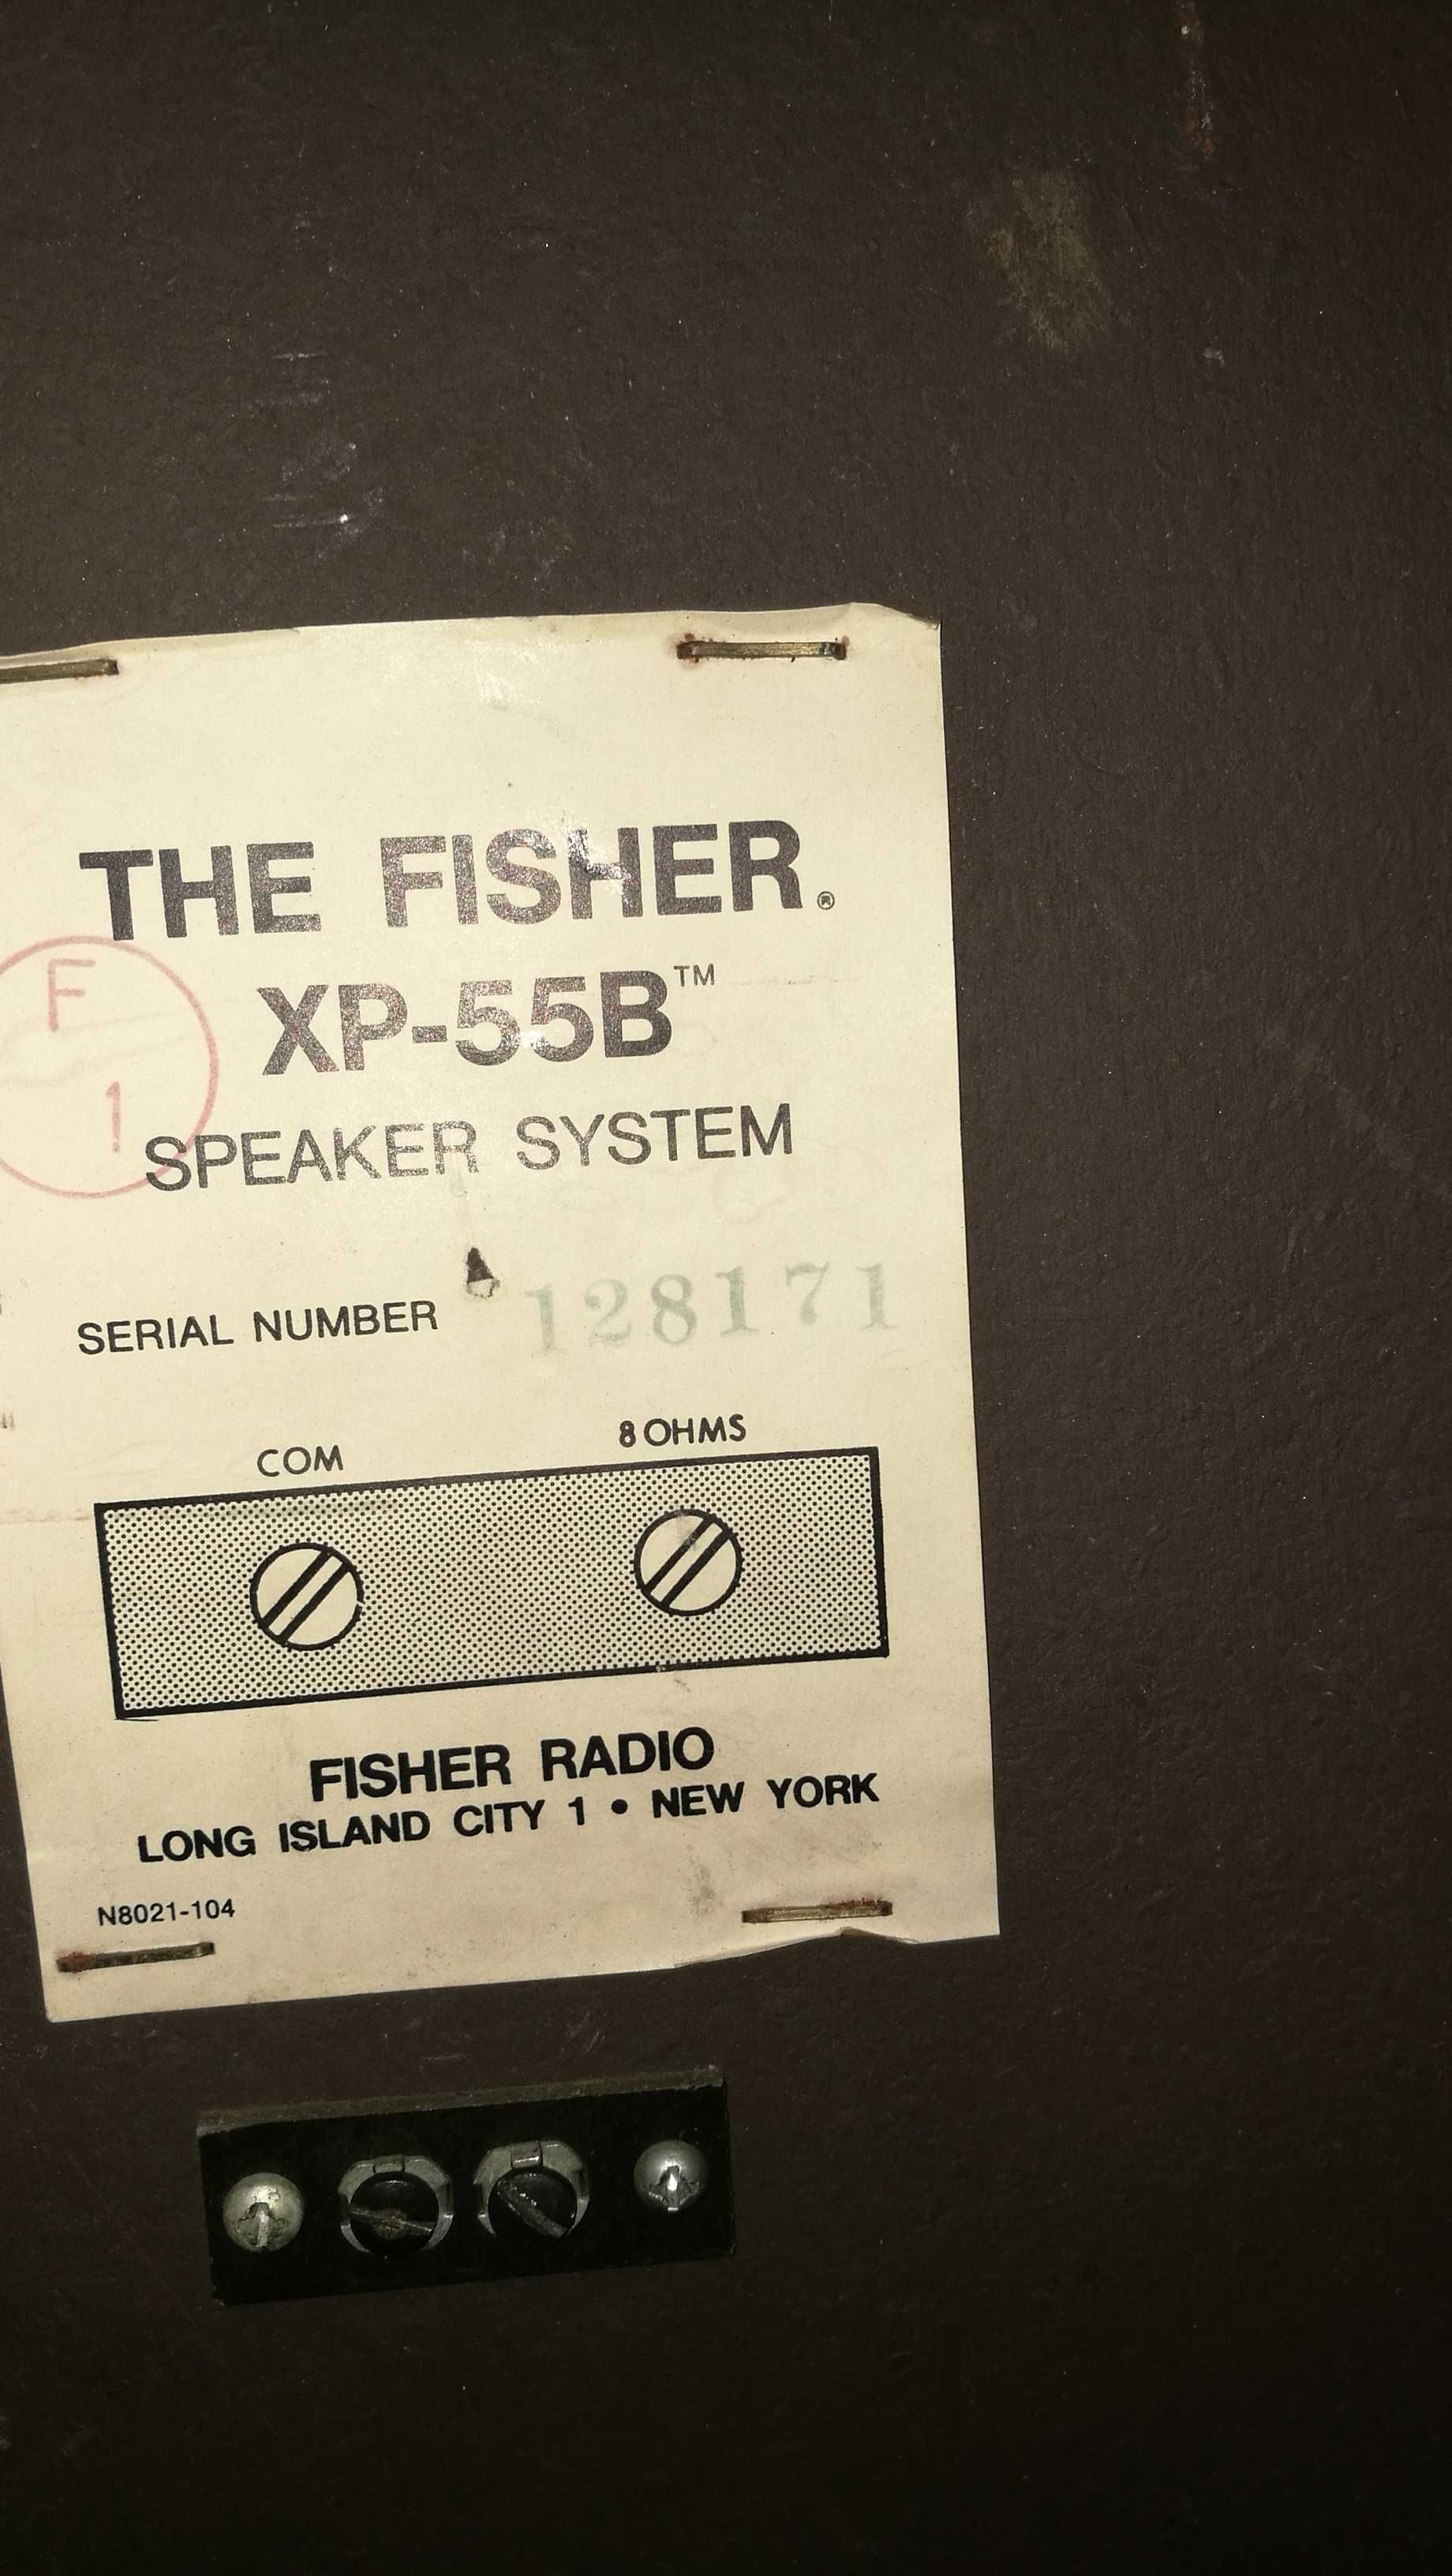 THE FISHER®
XP-55B™
F
1
SPEAKER SYSTEM
SERIAL NUMBER 128171
COM 8 OHMS
FISHER RADIO
LONG ISLAND CITY 1 • NEW YORK
N8021-104